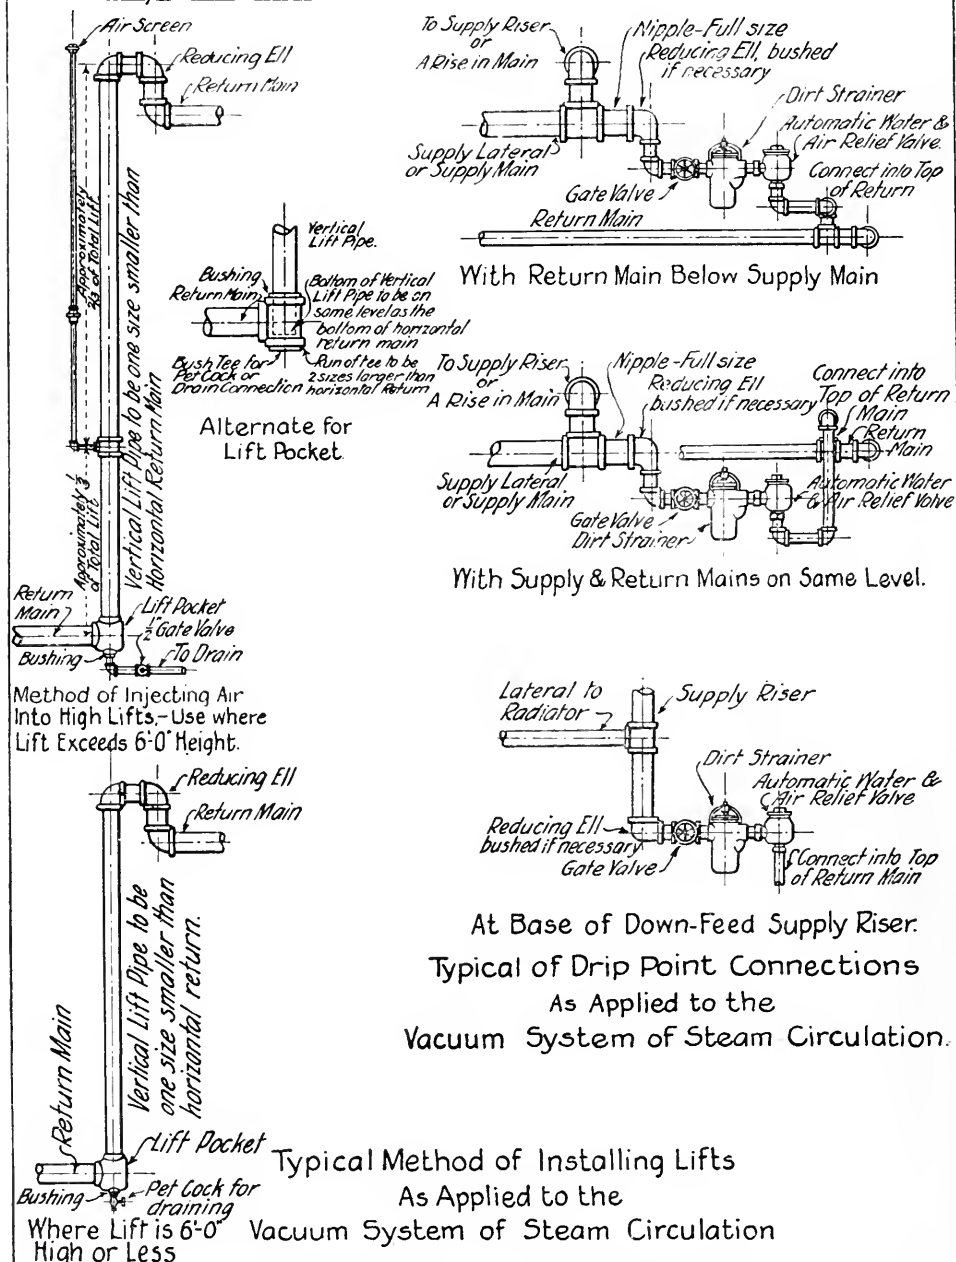 Air Screen
Reducing Ell
Return Main
Approximately
2/3 of Total Lift
Vertical Lift Pipe to be one size smaller than
Horizontal Return Main
Approximately 1/3
of Total Lift
Return
Main
Lift Pocket
1/2" Gate Valve
Bushing
To Drain
Method of Injecting Air
Into High Lifts,-Use where
Lift Exceeds 6'-0" Height.
Vertical
Lift Pipe.
Bushing
Return Main
Bottom of Vertical
Lift Pipe to be on
same level as the
bottom of horizontal
return main
Bush Tee for
Pet Cock or
Drain Connection
Run of tee to be
2 sizes larger than
horizontal Return
Alternate for
Lift Pocket.
To Supply Riser
or
A Rise in Main
Nipple-Full size
Reducing Ell, bushed
if necessary
Dirt Strainer
Automatic Water &
Air Relief Valve.
Supply Lateral
or Supply Main
Gate Valve
Connect into Top
of Return
Return Main
With Return Main Below Supply Main
To Supply Riser
or
A Rise in Main
Nipple-Full size
Reducing Ell
bushed if necessary
Connect into
Top of Return
Main
Return
Main
Supply Lateral
or Supply Main
Gate Valve
Dirt Strainer
Automatic Water
& Air Relief Valve
With Supply & Return Mains on Same Level.
Lateral to
Radiator
Supply Riser
Dirt Strainer
Automatic Water &
Air Relief Valve
Reducing Ell
bushed if necessary
Gate Valve
Connect into Top
of Return Main
At Base of Down-Feed Supply Riser.
Typical of Drip Point Connections
As Applied to the
Vacuum System of Steam Circulation.
Reducing Ell
Return Main
Vertical Lift Pipe to be
one size smaller than
horizontal return.
Return Main
Lift Pocket
Bushing
Pet Cock for
draining
Where Lift is 6'-0"
High or Less
Typical Method of Installing Lifts
As Applied to the
Vacuum System of Steam Circulation